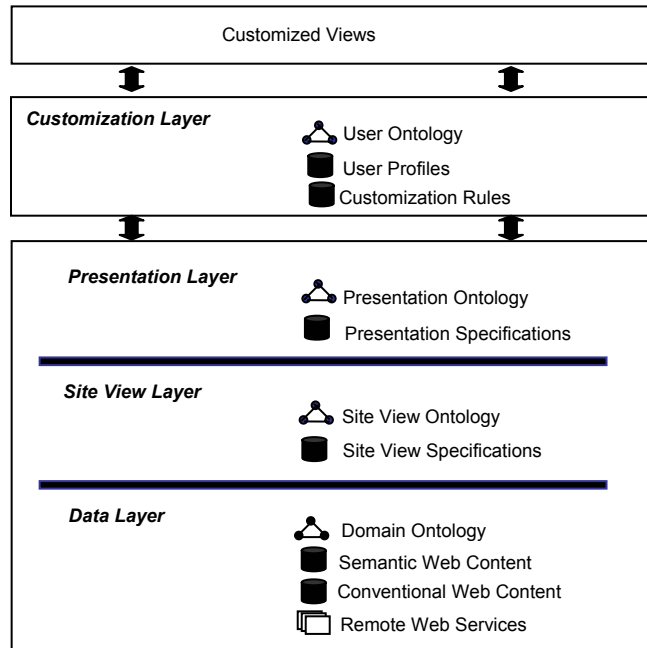 Customized Views
Customization Layer
User Ontology
User Profiles
Customization Rules
Presentation Layer
Presentation Ontology
Presentation Specifications
Site View Layer
Site View Ontology
Site View Specifications
Data Layer
Domain Ontology
Semantic Web Content
Conventional Web Content
Remote Web Services